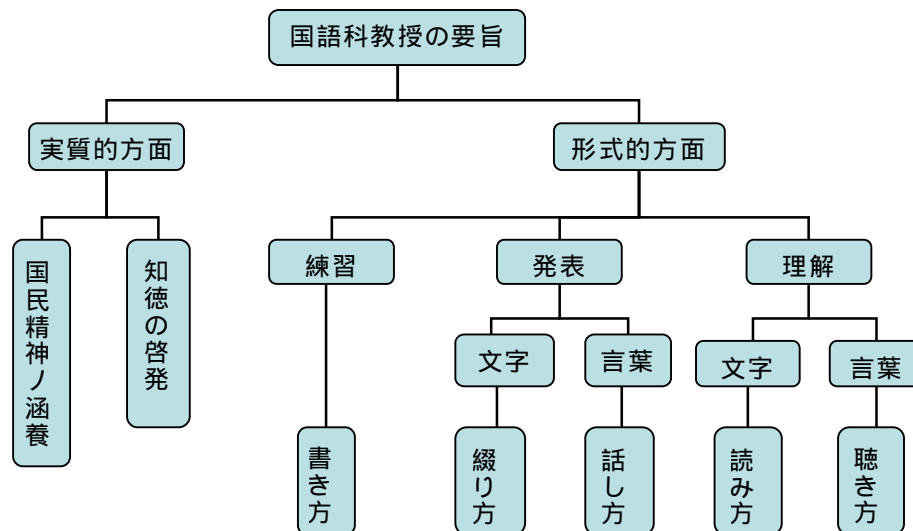 国語科教授の要旨
実質的方面
形式的方面
国民精神ノ涵養
知徳の啓発
練習
発表
理解
文字
言葉
文字
言葉
書き方
綴り方
話し方
読み方
聴き方